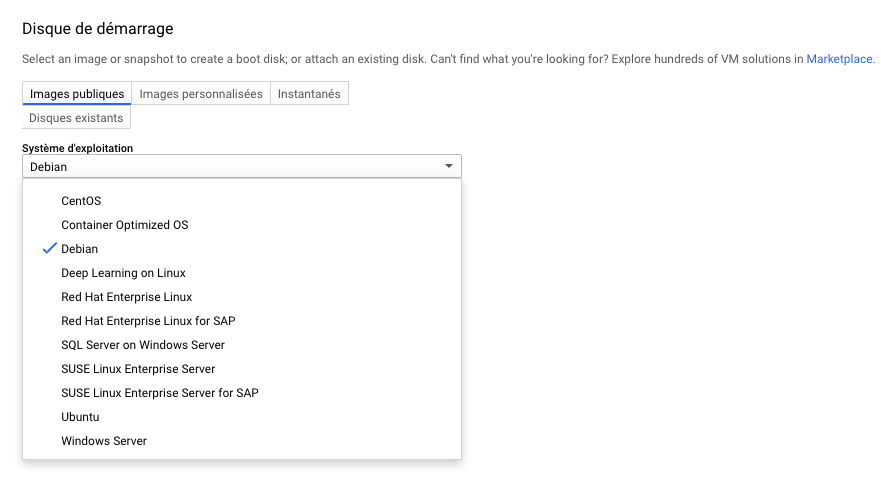 Disque de démarrage
Select an image or snapshot to create a boot disk; or attach an existing disk. Can't find what you're looking for? Explore hundreds of VM solutions in Marketplace.
Images publiques Images personnalisées Instantanés
Disques existants
Système d'exploitation
Debian
CentOS
Container Optimized OS
Debian
Deep Learning on Linux
Red Hat Enterprise Linux
Red Hat Enterprise Linux for SAP
SQL Server on Windows Server
SUSE Linux Enterprise Server
SUSE Linux Enterprise Server for SAP
Ubuntu
Windows Server